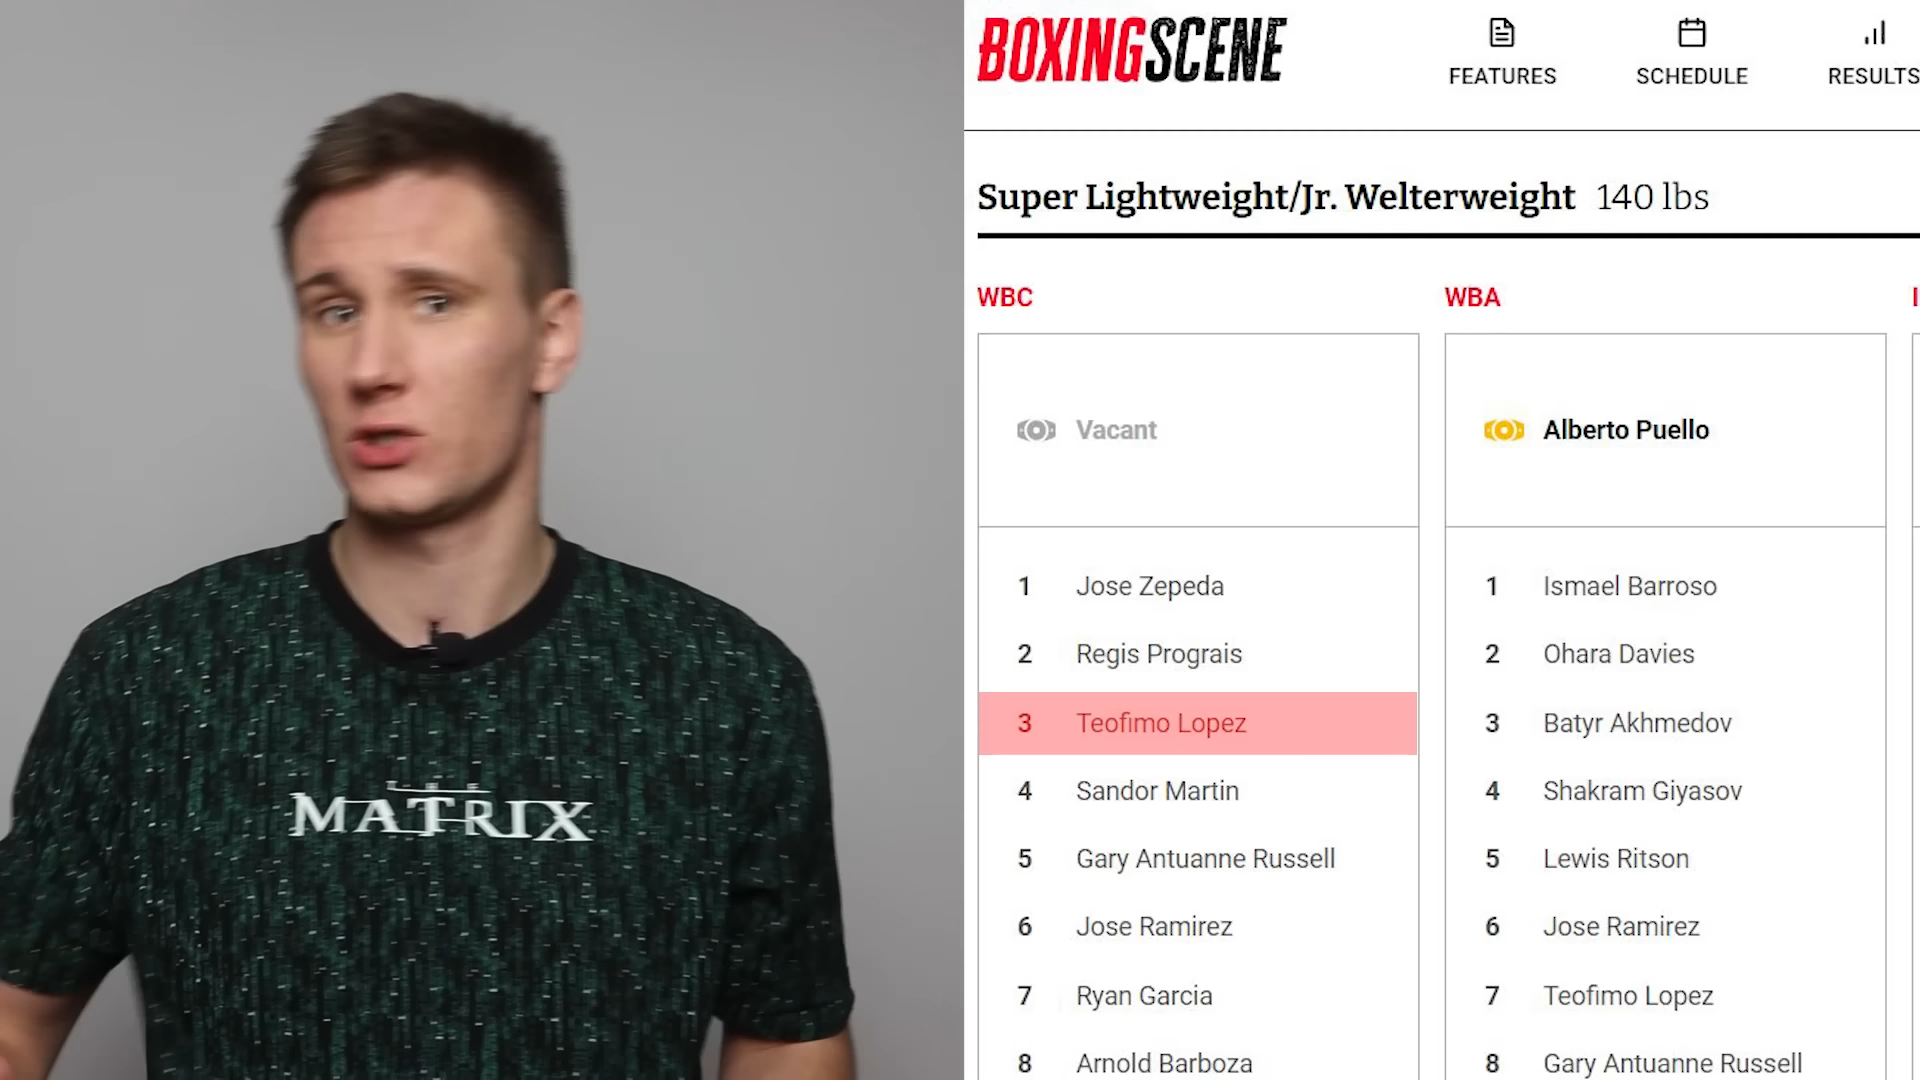 BOXINGSCENE
FEATURES
SCHEDULE
RESULTS
Super Lightweight/Jr. Welterweight 140 lbs
WBC
Vacant
1 Jose Zepeda
2 Regis Prograis
3 Teofimo Lopez
4 Sandor Martin
5 Gary Antuanne Russell
6 Jose Ramirez
7 Ryan Garcia
8 Arnold Barboza
WBA
Alberto Puello
1 Ismael Barroso
2 Ohara Davies
3 Batyr Akhmedov
4 Shakram Giyasov
5 Lewis Ritson
6 Jose Ramirez
7 Teofimo Lopez
8 Gary Antuanne Russell
THE
MATRIX